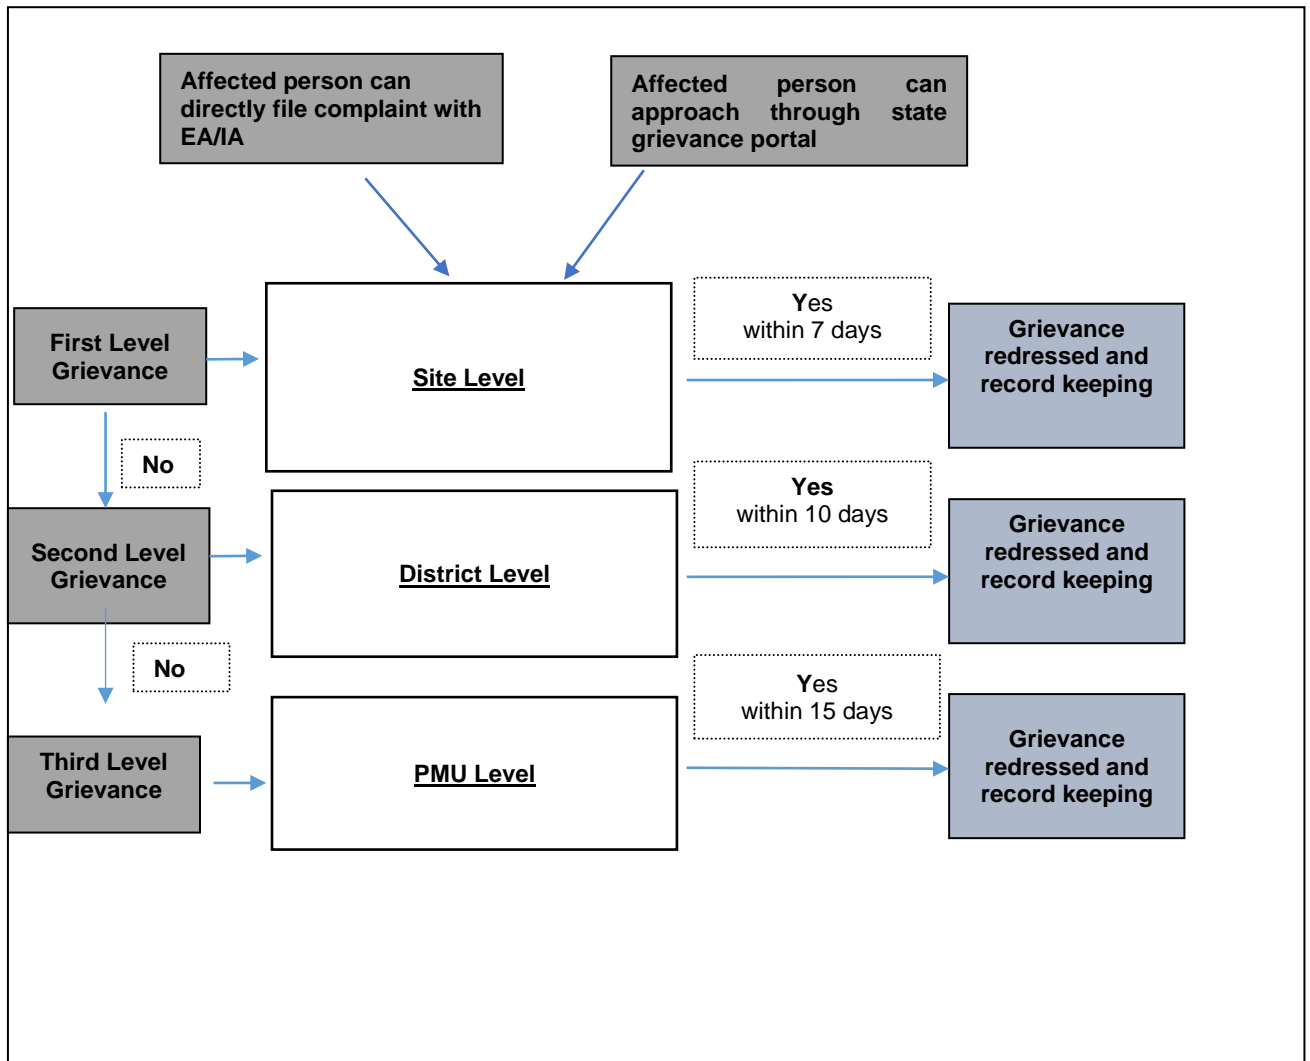 Affected person can
directly file complaint with
EA/IA
Affected person can
approach through state
grievance portal
First Level
Grievance
Site Level
Yes
within 7 days
Grievance
redressed and
record keeping
No
Second Level
Grievance
District Level
Yes
within 10 days
Grievance
redressed and
record keeping
No
Third Level
Grievance
PMU Level
Yes
within 15 days
Grievance
redressed and
record keeping